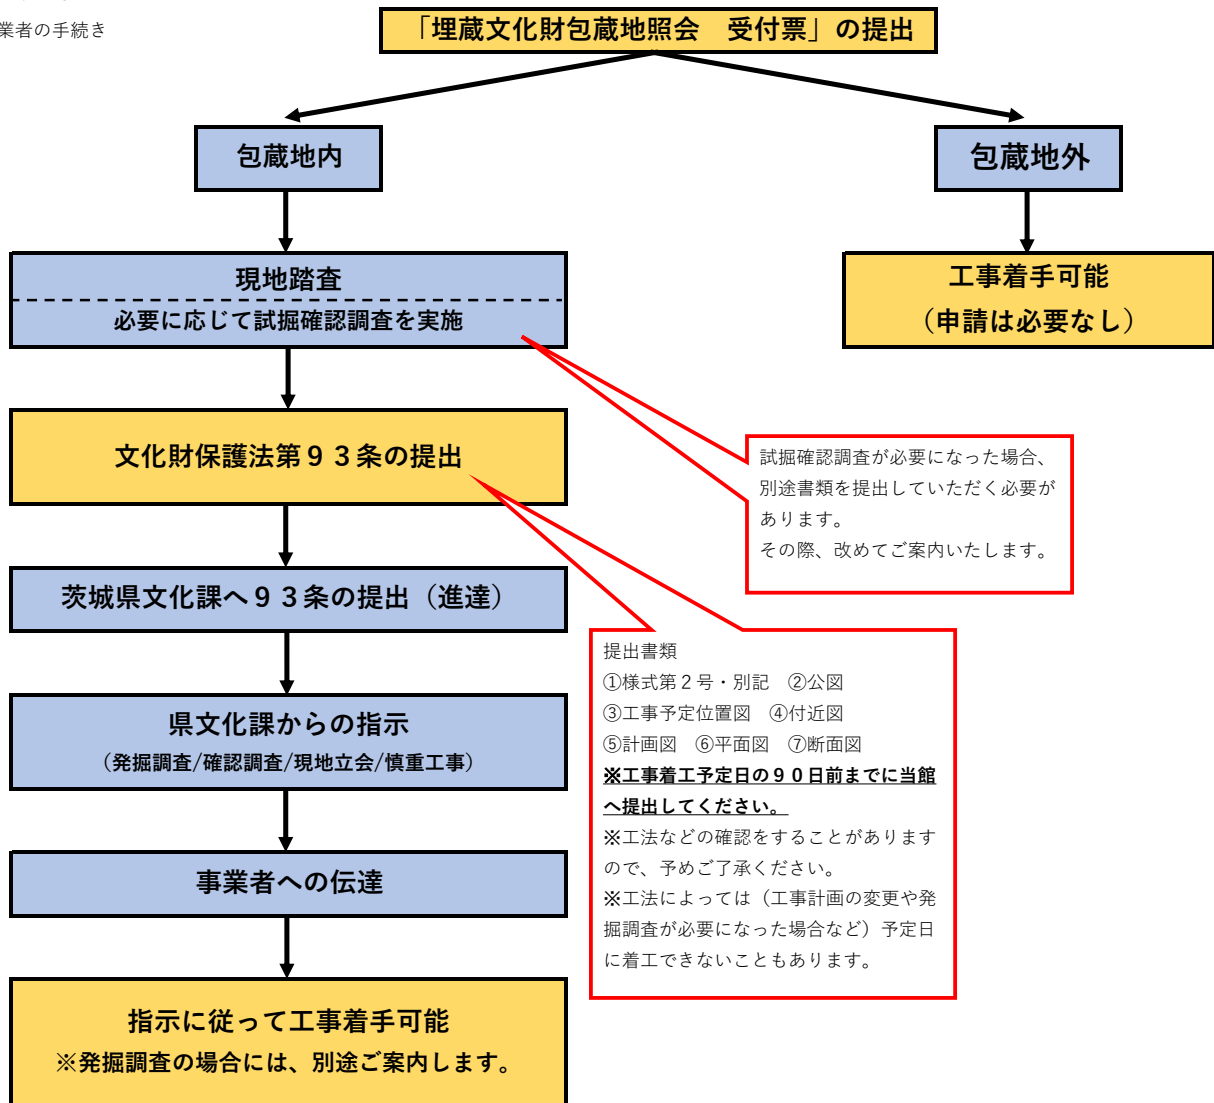 業者の手続き
「埋蔵文化財包蔵地照会　受付票」の提出
包蔵地内
包蔵地外
現地踏査
必要に応じて試掘確認調査を実施
工事着手可能
（申請は必要なし）
文化財保護法第９３条の提出
試掘確認調査が必要になった場合、
別途書類を提出していただく必要が
あります。
その際、改めてご案内いたします。
茨城県文化課へ９３条の提出（進達）
提出書類
①様式第２号・別記　②公図
③工事予定位置図　④付近図
⑤計画図　⑥平面図　⑦断面図
※工事着工予定日の９０日前までに当館
へ提出してください。
※工法などの確認をすることがあります
ので、予めご了承ください。
※工法によっては（工事計画の変更や発
掘調査が必要になった場合など）予定日
に着工できないこともあります。
県文化課からの指示
（発掘調査/確認調査/現地立会/慎重工事）
事業者への伝達
指示に従って工事着手可能
※発掘調査の場合には、別途ご案内します。